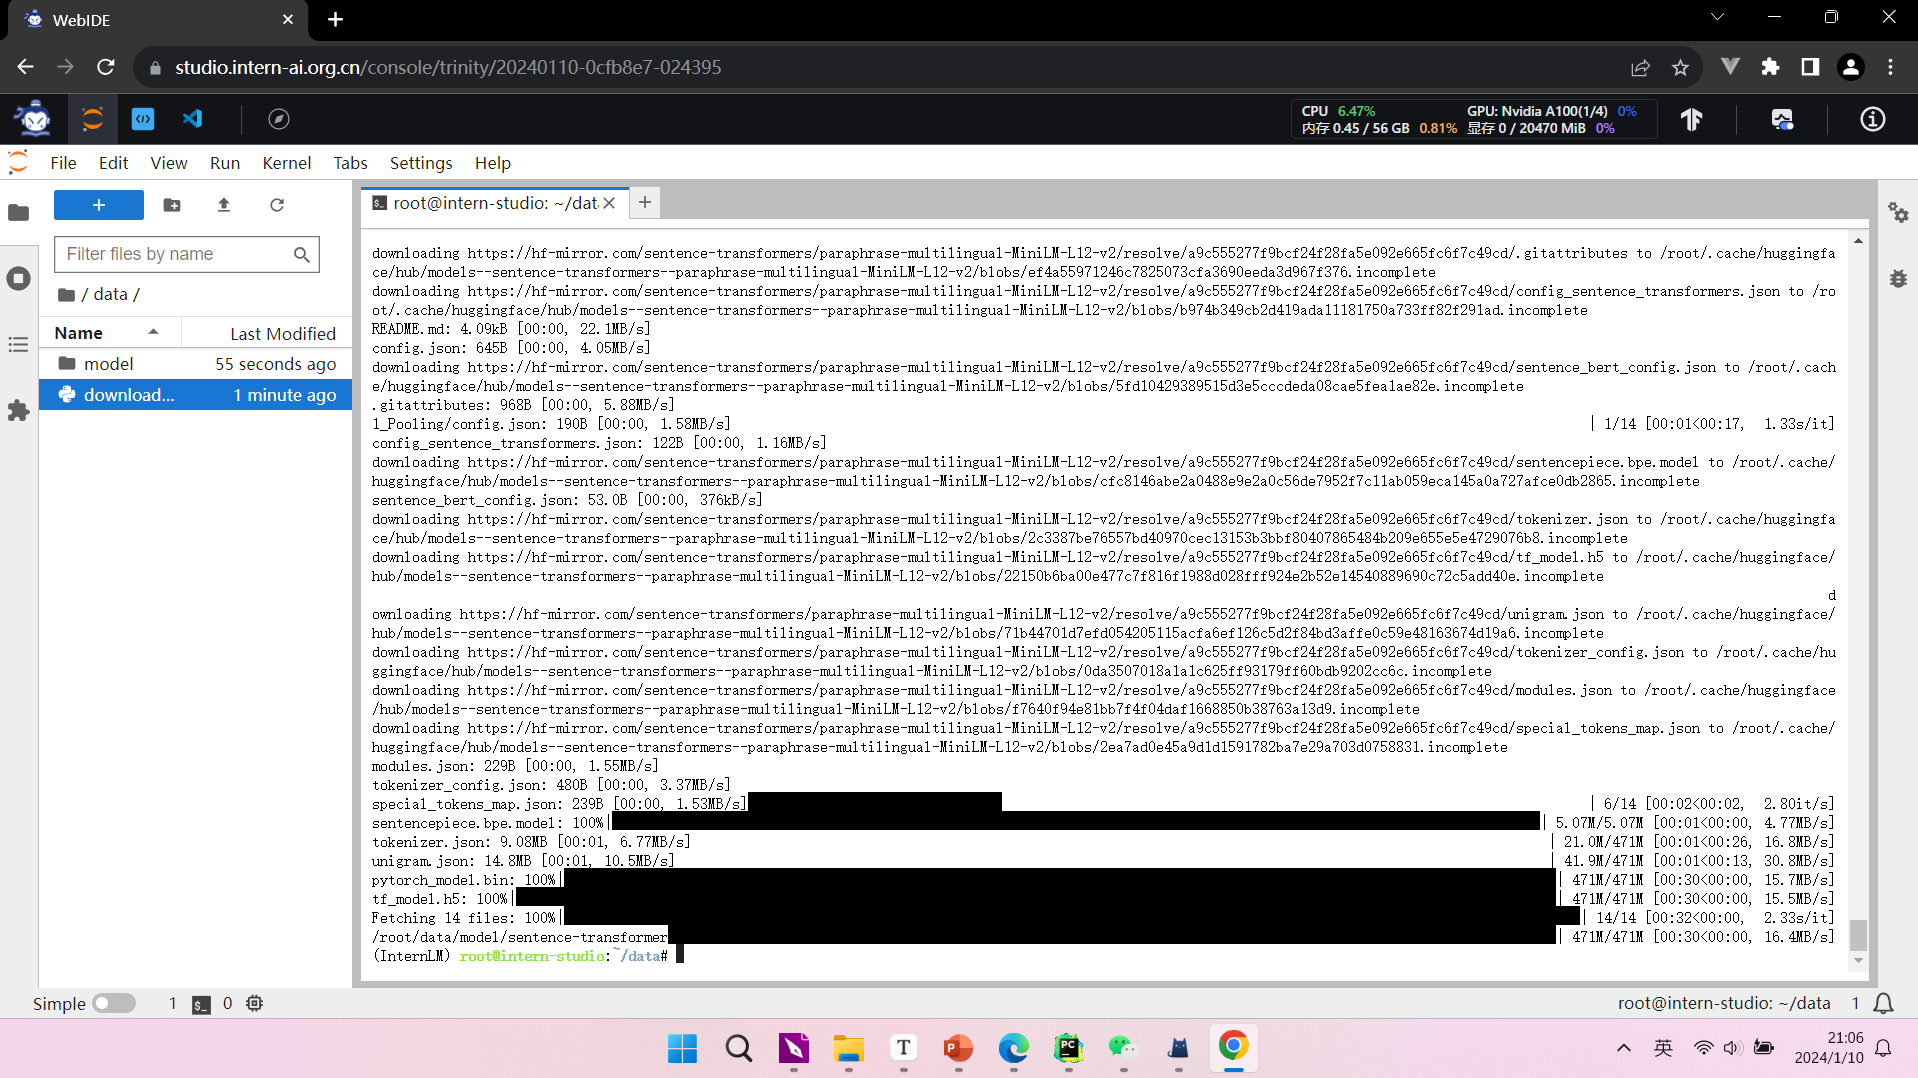 WebIDE
studio.intern-ai.org.cn/console/trinity/20240110-0cfb8e7-024395
CPU 6.47% GPU: Nvidia A100(1/4) 0%
内存 0.45 / 56 GB 0.81% 显存 0 / 20470 MiB 0%
File Edit View Run Kernel Tabs Settings Help
root@intern-studio: ~/dat
Filter files by name
/ data /
Name Last Modified
model 55 seconds ago
download... 1 minute ago
downloading https://hf-mirror.com/sentence-transformers/paraphrase-multilingual-MiniLM-L12-v2/resolve/a9c555277f9bcf24f28fa5e092e665fc6f7c49cd/.gitattributes to /root/.cache/huggingfa
ce/hub/models--sentence-transformers--paraphrase-multilingual-MiniLM-L12-v2/blobs/ef4a55971246c7825073cfa3690eeda3d967f376.incomplete
downloading https://hf-mirror.com/sentence-transformers/paraphrase-multilingual-MiniLM-L12-v2/resolve/a9c555277f9bcf24f28fa5e092e665fc6f7c49cd/config_sentence_transformers.json to /ro
ot/.cache/huggingface/hub/models--sentence-transformers--paraphrase-multilingual-MiniLM-L12-v2/blobs/b974b349cb2d419ada11181750a733ff82f291ad.incomplete
README.md: 4.09kB [00:00, 22.1MB/s]
config.json: 645B [00:00, 4.05MB/s]
downloading https://hf-mirror.com/sentence-transformers/paraphrase-multilingual-MiniLM-L12-v2/resolve/a9c555277f9bcf24f28fa5e092e665fc6f7c49cd/sentence_bert_config.json to /root/.cach
e/huggingface/hub/models--sentence-transformers--paraphrase-multilingual-MiniLM-L12-v2/blobs/5fd10429389515d3e5cccdeda08cae5fea1ae82e.incomplete
.gitattributes: 968B [00:00, 5.88MB/s]
1_Pooling/config.json: 190B [00:00, 1.58MB/s] | 1/14 [00:01<00:17, 1.33s/it]
config_sentence_transformers.json: 122B [00:00, 1.16MB/s]
downloading https://hf-mirror.com/sentence-transformers/paraphrase-multilingual-MiniLM-L12-v2/resolve/a9c555277f9bcf24f28fa5e092e665fc6f7c49cd/sentencepiece.bpe.model to /root/.cache/
huggingface/hub/models--sentence-transformers--paraphrase-multilingual-MiniLM-L12-v2/blobs/cfc8146abe2a0488e9e2a0c56de7952f7c11ab059eca145a0a727afce0db2865.incomplete
sentence_bert_config.json: 53.0B [00:00, 376kB/s]
downloading https://hf-mirror.com/sentence-transformers/paraphrase-multilingual-MiniLM-L12-v2/resolve/a9c555277f9bcf24f28fa5e092e665fc6f7c49cd/tokenizer.json to /root/.cache/huggingfa
ce/hub/models--sentence-transformers--paraphrase-multilingual-MiniLM-L12-v2/blobs/2c3387be76557bd40970cec13153b3bbf80407865484b209e655e5e4729076b8.incomplete
downloading https://hf-mirror.com/sentence-transformers/paraphrase-multilingual-MiniLM-L12-v2/resolve/a9c555277f9bcf24f28fa5e092e665fc6f7c49cd/tf_model.h5 to /root/.cache/huggingface/
hub/models--sentence-transformers--paraphrase-multilingual-MiniLM-L12-v2/blobs/22150b6ba00e477c7f816f1988d028fff924e2b52e14540889690c72c5add40e.incomplete
d
ownloading https://hf-mirror.com/sentence-transformers/paraphrase-multilingual-MiniLM-L12-v2/resolve/a9c555277f9bcf24f28fa5e092e665fc6f7c49cd/unigram.json to /root/.cache/huggingface/
hub/models--sentence-transformers--paraphrase-multilingual-MiniLM-L12-v2/blobs/71b44701d7efd054205115acfa6ef126c5d2f84bd3affe0c59e48163674d19a6.incomplete
downloading https://hf-mirror.com/sentence-transformers/paraphrase-multilingual-MiniLM-L12-v2/resolve/a9c555277f9bcf24f28fa5e092e665fc6f7c49cd/tokenizer_config.json to /root/.cache/hu
ggingface/hub/models--sentence-transformers--paraphrase-multilingual-MiniLM-L12-v2/blobs/0da3507018a1a1c625ff93179ff60bdb9202cc6c.incomplete
downloading https://hf-mirror.com/sentence-transformers/paraphrase-multilingual-MiniLM-L12-v2/resolve/a9c555277f9bcf24f28fa5e092e665fc6f7c49cd/modules.json to /root/.cache/huggingface
/hub/models--sentence-transformers--paraphrase-multilingual-MiniLM-L12-v2/blobs/f7640f94e81bb7f4f04daf1668850b38763a13d9.incomplete
downloading https://hf-mirror.com/sentence-transformers/paraphrase-multilingual-MiniLM-L12-v2/resolve/a9c555277f9bcf24f28fa5e092e665fc6f7c49cd/special_tokens_map.json to /root/.cache/
huggingface/hub/models--sentence-transformers--paraphrase-multilingual-MiniLM-L12-v2/blobs/2ea7ad0e45a9d1d1591782ba7e29a703d0758831.incomplete
modules.json: 229B [00:00, 1.55MB/s]
tokenizer_config.json: 480B [00:00, 3.37MB/s]
special_tokens_map.json: 239B [00:00, 1.53MB/s] | 6/14 [00:02<00:02, 2.80it/s]
sentencepiece.bpe.model: 100%| | 5.07M/5.07M [00:01<00:00, 4.77MB/s]
tokenizer.json: 9.08MB [00:01, 6.77MB/s] | 21.0M/471M [00:01<00:26, 16.8MB/s]
unigram.json: 14.8MB [00:01, 10.5MB/s] | 41.9M/471M [00:01<00:13, 30.8MB/s]
pytorch_model.bin: 100%| | 471M/471M [00:30<00:00, 15.7MB/s]
tf_model.h5: 100%| | 471M/471M [00:30<00:00, 15.5MB/s]
Fetching 14 files: 100%| | 14/14 [00:32<00:00, 2.33s/it]
/root/data/model/sentence-transformer | 471M/471M [00:30<00:00, 16.4MB/s]
(InternLM) root@intern-studio:~/data#
Simple 1 0 root@intern-studio: ~/data 1
英 21:06
2024/1/10